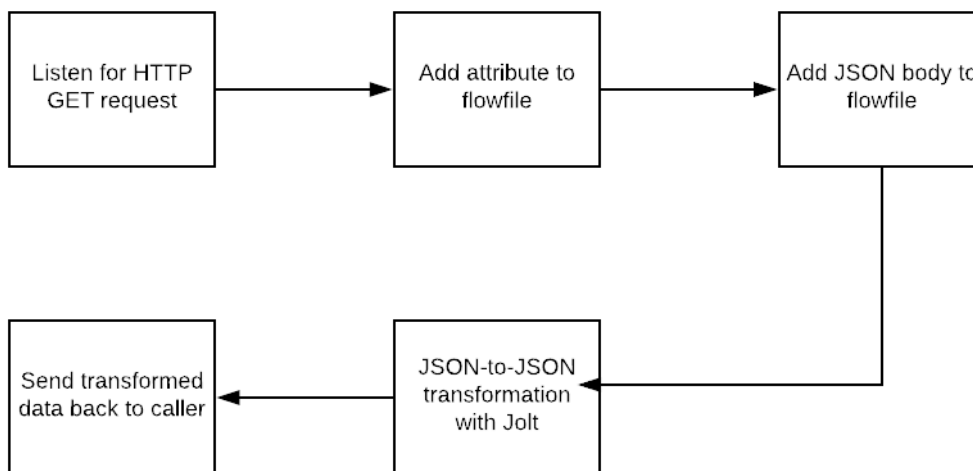 Listen for HTTP
GET request
Add attribute to
flowfile
Add JSON body to
flowfile
Send transformed
data back to caller
JSON-to-JSON
transformation
with Jolt